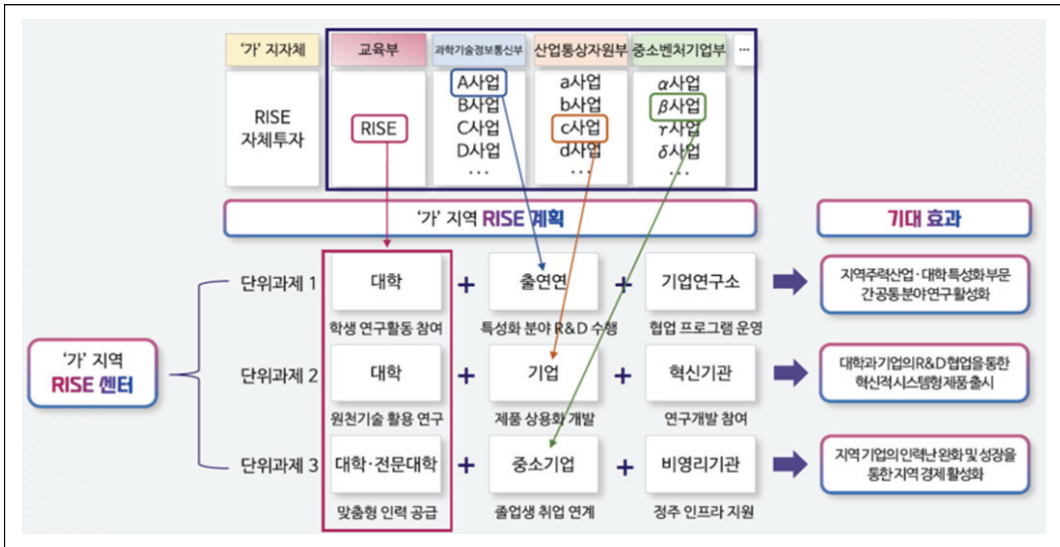 '가' 지자체
교육부
과학기술정보통신부
산업통상자원부
중소벤처기업부
...
RISE
자체투자
RISE
A사업
B사업
C사업
D사업
...
a사업
b사업
c사업
d사업
...
α사업
β사업
γ사업
δ사업
...
'가' 지역 RISE 계획
기대 효과
'가' 지역
RISE 센터
단위과제 1
대학
+
출연연
+
기업연구소
지역주력산업·대학 특성화 부문
간 공통 분야 연구 활성화
학생 연구활동 참여
특성화 분야 R&D 수행
협업 프로그램 운영
단위과제 2
대학
+
기업
+
혁신기관
대학과 기업의 R&D 협업을 통한
혁신적 시스템형 제품 출시
원천기술 활용 연구
제품 상용화 개발
연구개발 참여
단위과제 3
대학·전문대학
+
중소기업
+
비영리기관
지역 기업의 인력난 완화 및 성장을
통한 지역 경제 활성화
맞춤형 인력 공급
졸업생 취업 연계
정주 인프라 지원